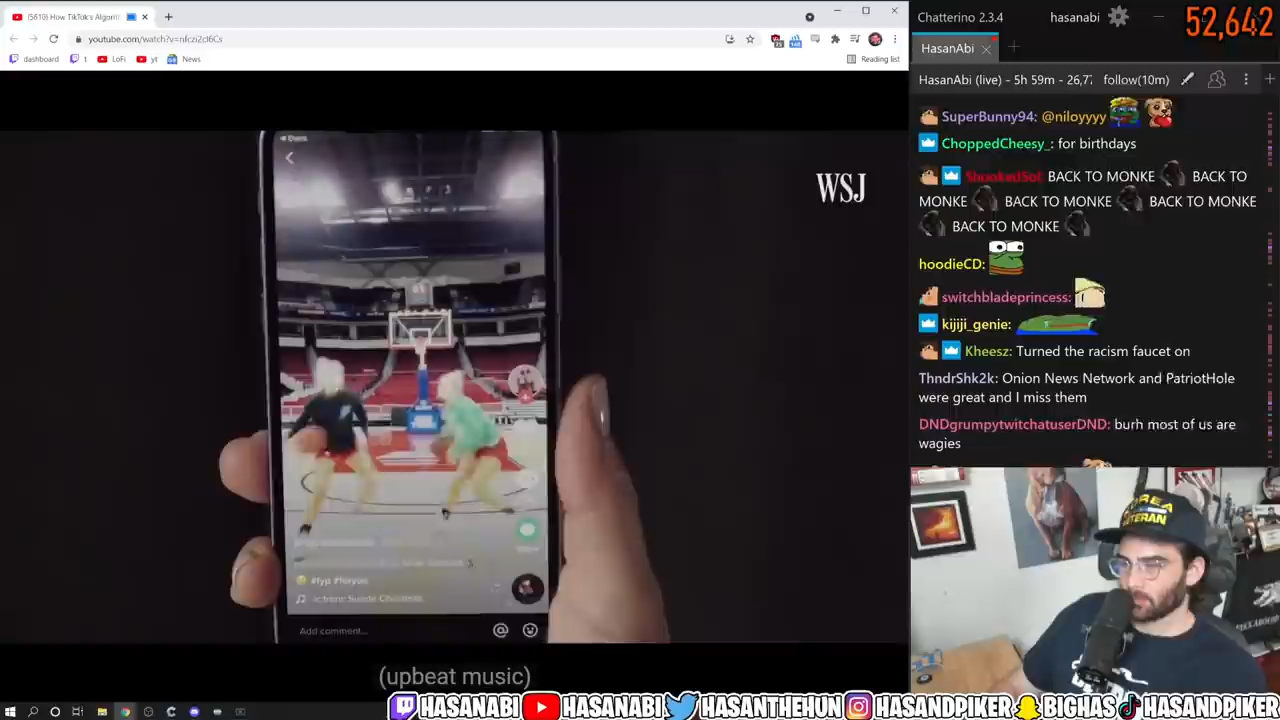 (5610) How TikTok's Algorit
youtube.com/watch?v=nfczi2cI6Cs
dashboard
t
LoFi
yt
News
Reading list
WSJ
#fyp #foryou
Add comment...
(upbeat music)
Chatterino 2.3.4
hasanabi
52,642
HasanAbi
HasanAbi (live) - 5h 59m - 26,7
follow(10m)
SuperBunny94: @niloyyyy
ChoppedCheesy_: for birthdays
BACK TO MONKE BACK TO
MONKE BACK TO MONKE BACK TO MONKE
BACK TO MONKE
hoodieCD:
switchbladeprincess:
kijiji_genie:
Kheesz: Turned the racism faucet on
ThndrShk2k: Onion News Network and PatriotHole
were great and I miss them
DNDgrumpytwitchatuserDND: burh most of us are
wagies
HASANABI HASANABI HASANTHEHUN HASANDPIKER BIGHAS HASANDPIKER